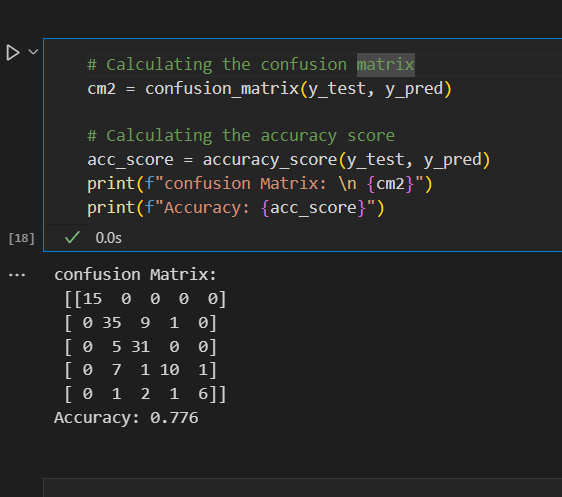 # Calculating the confusion matrix
cm2 = confusion_matrix(y_test, y_pred)
# Calculating the accuracy score
acc_score = accuracy_score(y_test, y_pred)
print(f"confusion Matrix: \n {cm2}")
print(f"Accuracy: {acc_score}")
[18] 0.0s
confusion Matrix:
[[15 0 0 0 0]
[ 0 35 9 1 0]
[ 0 5 31 0 0]
[ 0 7 1 10 1]
[ 0 1 2 1 6]]
Accuracy: 0.776